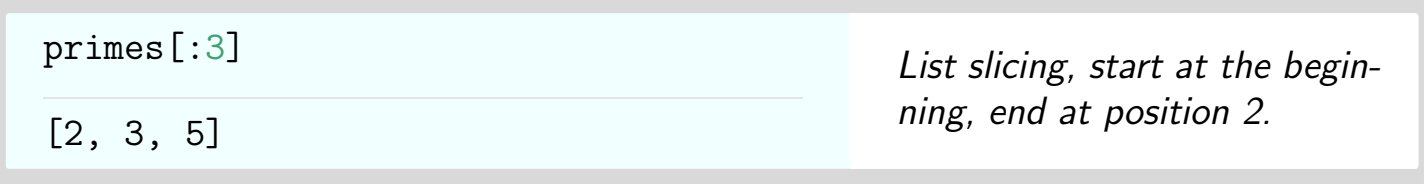 primes[:3]
[2, 3, 5]
List slicing, start at the begin-
ning, end at position 2.